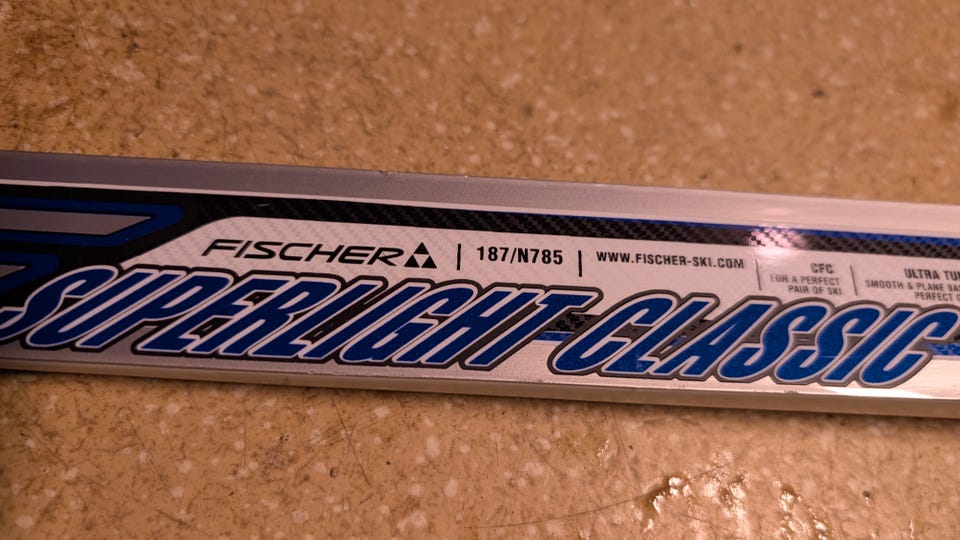 FISCHER | 187/N785 | WWW.FISCHER-SKI.COM
CFC
FOR A PERFECT
PAIR OF SKI
ULTRA TU
SMOOTH & PLANE BA
PERFECT
SUPERLIGHT CLASSIC